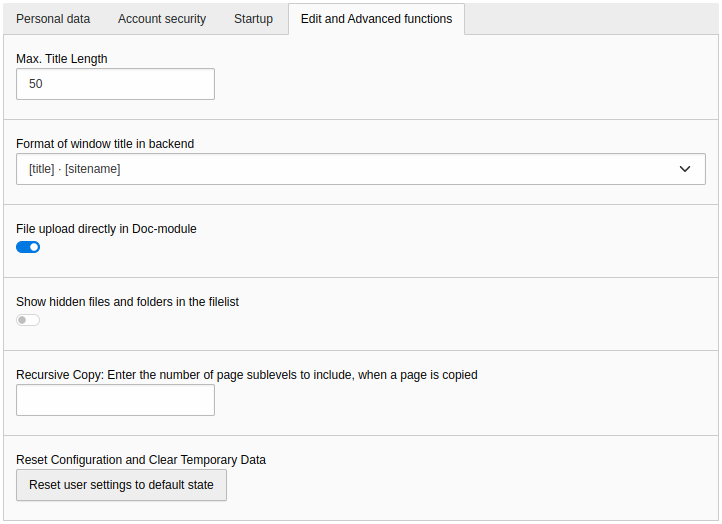 Personal data Account security Startup Edit and Advanced functions
Max. Title Length
50
Format of window title in backend
[title] · [sitename]
File upload directly in Doc-module
Show hidden files and folders in the filelist
Recursive Copy: Enter the number of page sublevels to include, when a page is copied
Reset Configuration and Clear Temporary Data
Reset user settings to default state